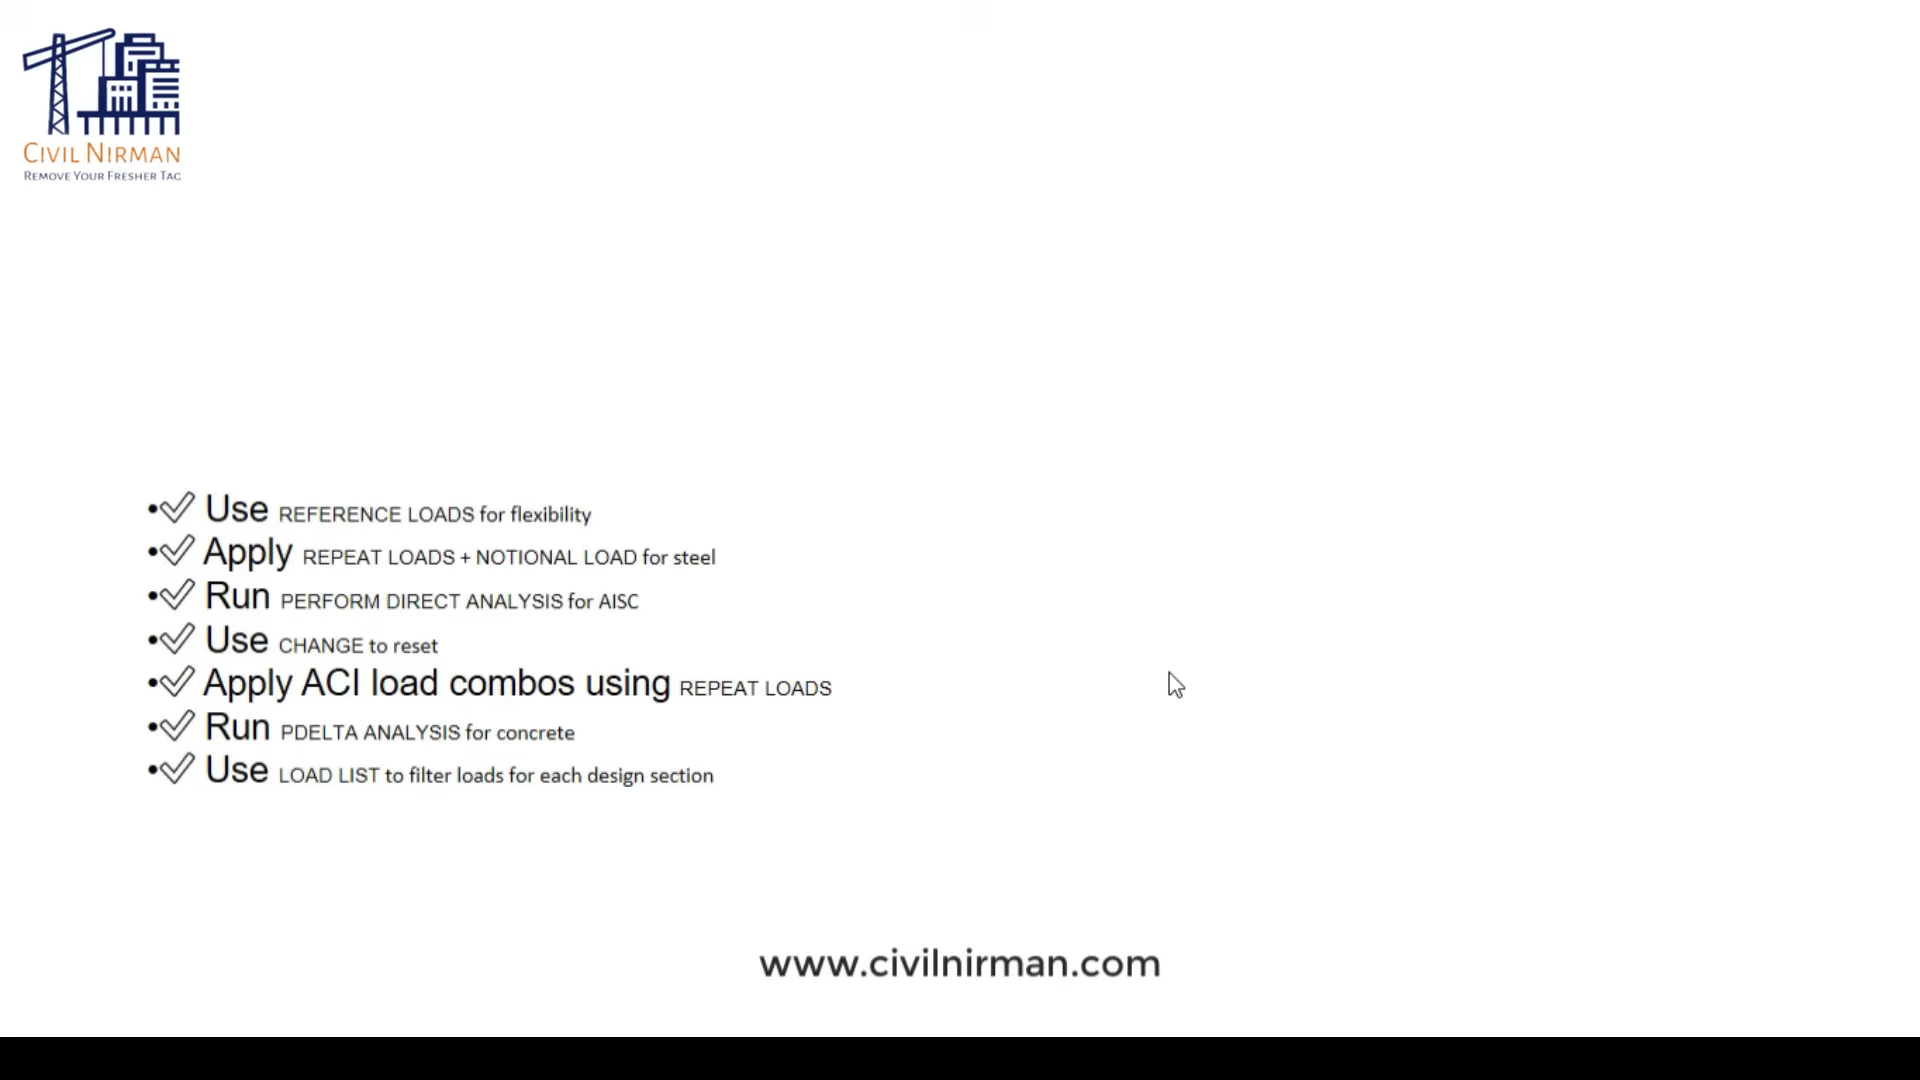 CIVIL NIRMAN
REMOVE YOUR FRESHER TAG
•✓ Use REFERENCE LOADS for flexibility
•✓ Apply REPEAT LOADS + NOTIONAL LOAD for steel
•✓ Run PERFORM DIRECT ANALYSIS for AISC
•✓ Use CHANGE to reset
•✓ Apply ACI load combos using REPEAT LOADS
•✓ Run PDELTA ANALYSIS for concrete
•✓ Use LOAD LIST to filter loads for each design section
www.civilnirman.com